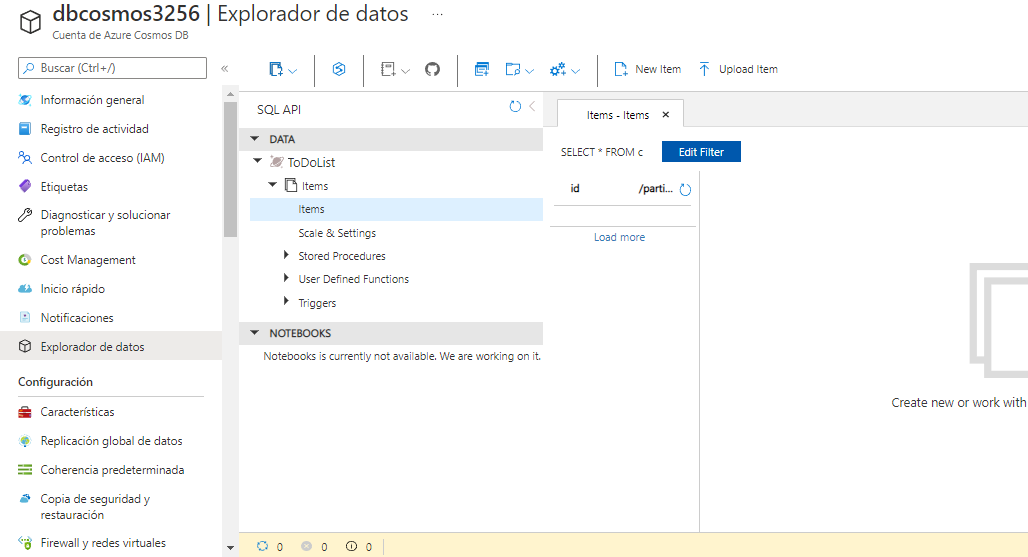 dbcosmos3256 | Explorador de datos ...
Cuenta de Azure Cosmos DB
Buscar (Ctrl+/)
«
Información general
Registro de actividad
Control de acceso (IAM)
Etiquetas
Diagnosticar y solucionar
problemas
Cost Management
Inicio rápido
Notificaciones
Explorador de datos
Configuración
Características
Replicación global de datos
Coherencia predeterminada
Copia de seguridad y
restauración
Firewall y redes virtuales
New Item
Upload Item
SQL API
DATA
ToDoList
Items
Items
Scale & Settings
Stored Procedures
User Defined Functions
Triggers
NOTEBOOKS
Notebooks is currently not available. We are working on it.
Items - Items
SELECT * FROM c
Edit Filter
id /parti...
Load more
Create new or work with
0 0 0